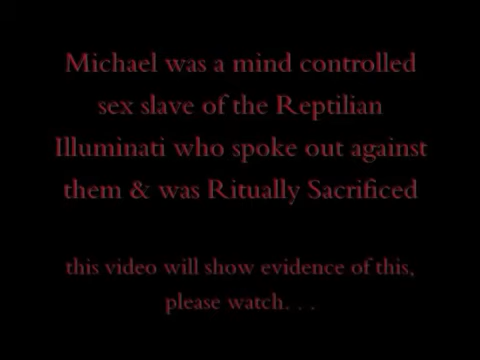 Michael was a mind controlled
sex slave of the Reptilian
Illuminati who spoke out against
them & was Ritually Sacrificed
this video will show evidence of this,
please watch. . .